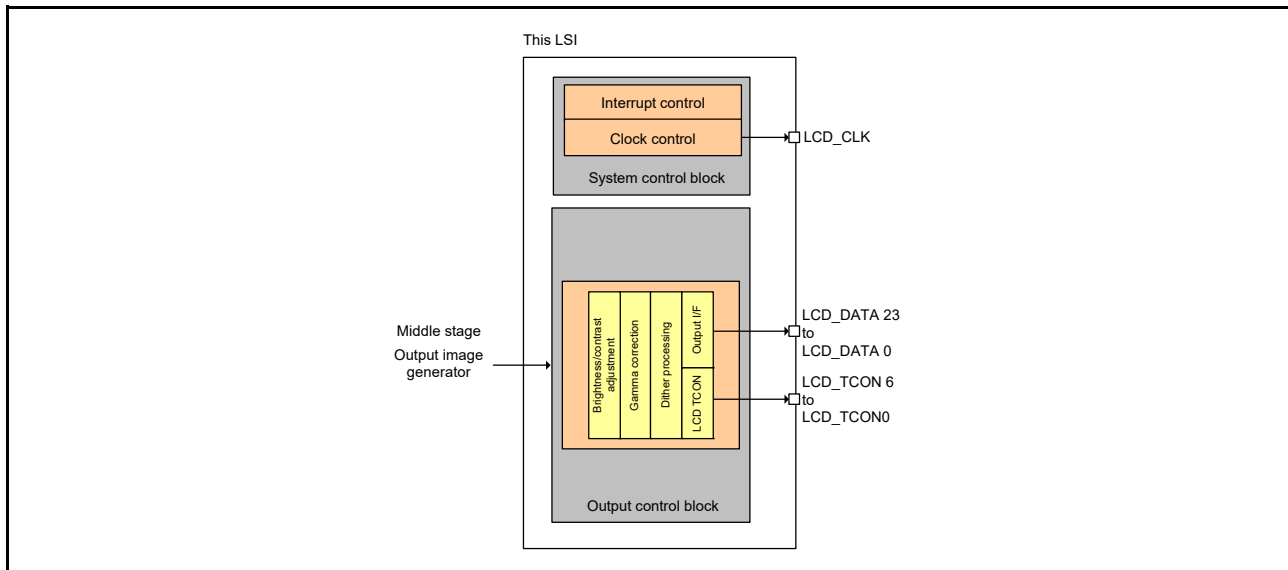 This LSI
Interrupt control
Clock control
LCD_CLK
System control block
Middle stage
Output image
generator
Brightness/contrast
adjustment
Gamma correction
Dither processing
Output I/F
LCD TCON
LCD_DATA 23
to
LCD_DATA 0
LCD_TCON 6
to
LCD_TCON0
Output control block